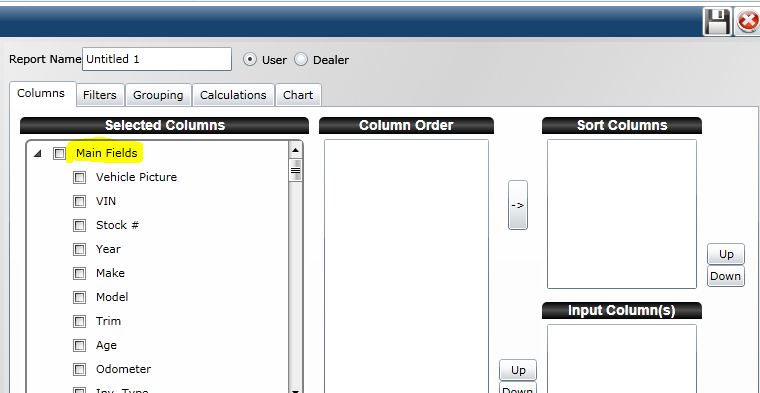 Report Name Untitled 1 User Dealer
Columns Filters Grouping Calculations Chart
Selected Columns Column Order Sort Columns
Main Fields
Vehicle Picture
VIN
Stock #
->
Year
Up
Make
Down
Model
Input Column(s)
Trim
Age
Odometer
Up
Inv. Type
Down